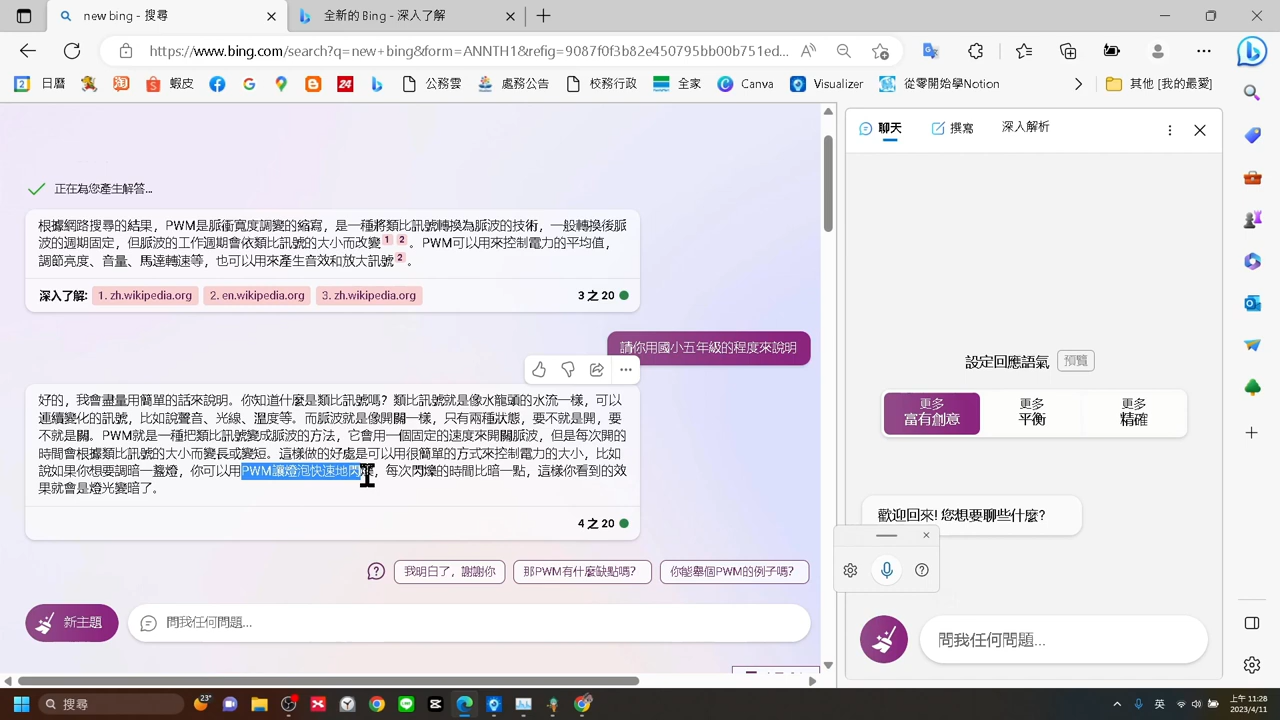 new bing - 搜尋
全新的 Bing - 深入了解
https://www.bing.com/search?q=new+bing&form=ANNTH1&refig=9087f0f3b82e450795bb00b751ed...
日曆
蝦皮
公務雲
處務公告
校務行政
全家
Canva
Visualizer
從零開始學Notion
其他 [我的最愛]
正在為您產生解答...
根據網路搜尋的結果，PWM是脈衝寬度調變的縮寫，是一種將類比訊號轉換為脈波的技術，一般轉換後脈
波的週期固定，但脈波的工作週期會依類比訊號的大小而改變 1 2 。PWM可以用來控制電力的平均值，
調節亮度、音量、馬達轉速等，也可以用來產生音效和放大訊號 2 。
深入了解: 1. zh.wikipedia.org 2. en.wikipedia.org 3. zh.wikipedia.org 3 之 20
請你用國小五年級的程度來說明
好的，我會盡量用簡單的話來說明。你知道什麼是類比訊號嗎？類比訊號就是像水龍頭的水流一樣，可以
連續變化的訊號，比如說聲音、光線、溫度等。而脈波就是像開關一樣，只有兩種狀態，要不就是開，要
不就是關。PWM就是一種把類比訊號變成脈波的方法，它會用一個固定的速度來開關脈波，但是每次開的
時間會根據類比訊號的大小而變長或變短。這樣做的好處是可以用很簡單的方式來控制電力的大小，比如
說如果你想要調暗一盞燈，你可以用PWM讓燈泡快速地閃，每次閃爍的時間比暗一點，這樣你看到的效
果就會是燈光變暗了。
4 之 20
我明白了，謝謝你
那PWM有什麼缺點嗎?
你能舉個PWM的例子嗎?
新主題
問我任何問題...
聊天
撰寫
深入解析
設定回應語氣
預覽
更多
富有創意
更多
平衡
更多
精確
歡迎回來! 您想要聊些什麼?
問我任何問題...
搜尋
23°
英
上午 11:28
2023/4/11